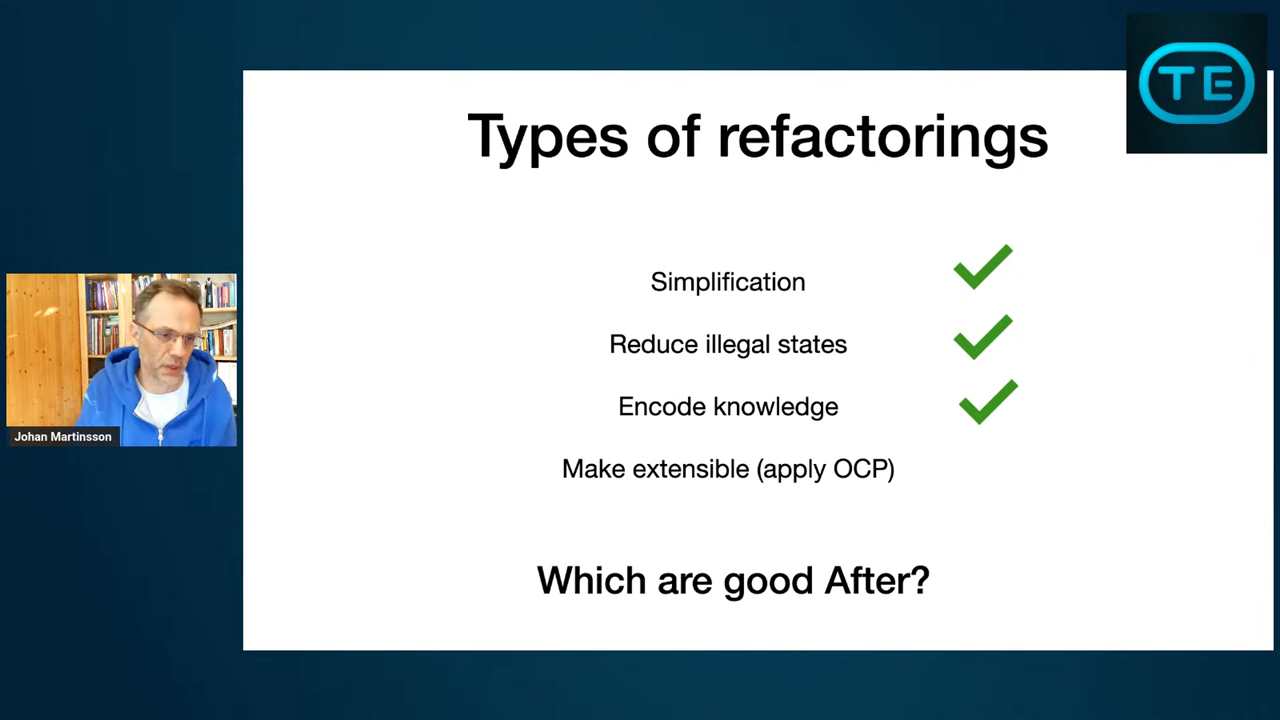 TE
Types of refactorings
Simplification
Reduce illegal states
Encode knowledge
Make extensible (apply OCP)
Which are good After?
Johan Martinsson